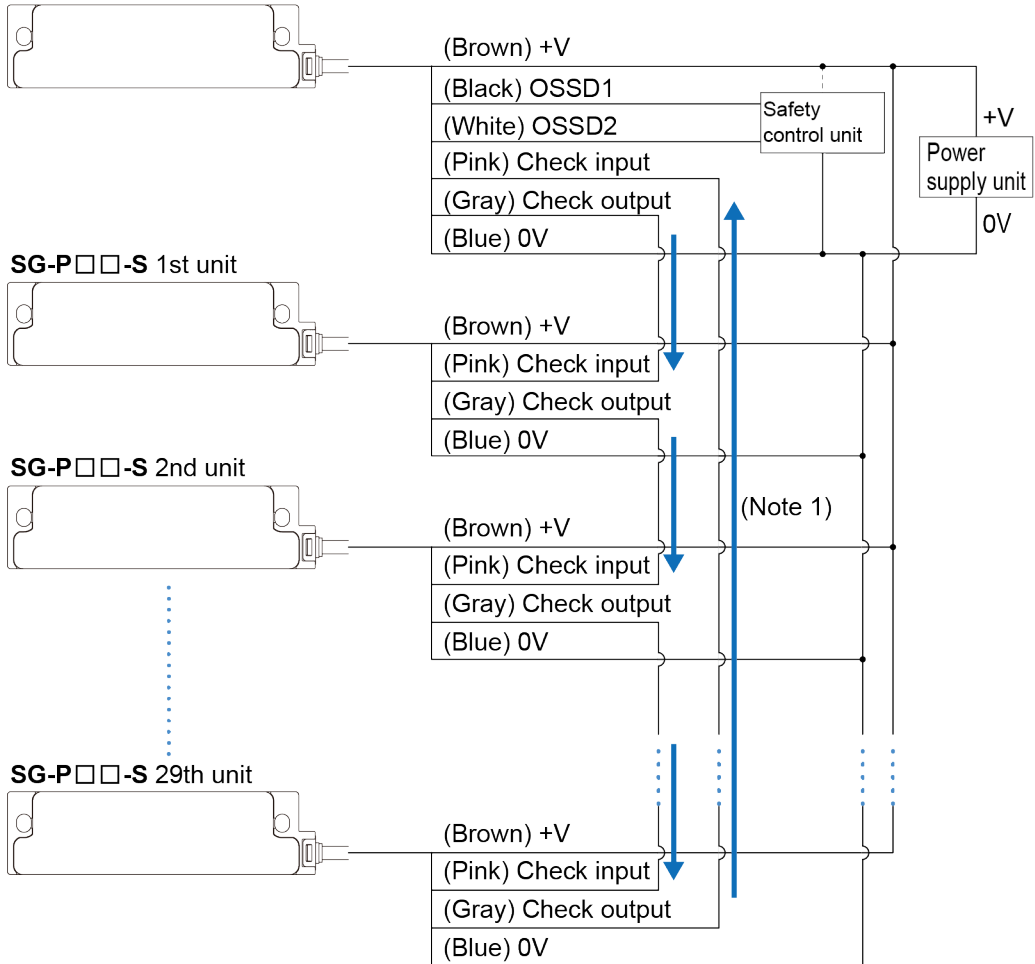 (Brown) +V
(Black) OSSD1
(White) OSSD2
(Pink) Check input
(Gray) Check output
(Blue) 0V
Safety
control unit
+V
Power
supply unit
0V
SG-P□□-S 1st unit
(Brown) +V
(Pink) Check input
(Gray) Check output
(Blue) 0V
SG-P□□-S 2nd unit
(Note 1)
(Brown) +V
(Pink) Check input
(Gray) Check output
(Blue) 0V
SG-P□□-S 29th unit
(Brown) +V
(Pink) Check input
(Gray) Check output
(Blue) 0V